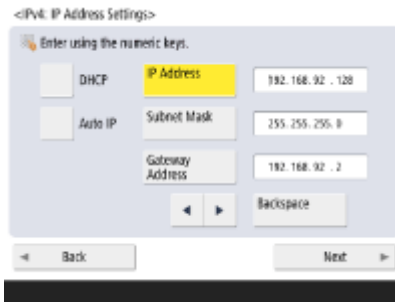 <IPv4: IP Address Settings>
Enter using the numeric keys.
DHCP
IP Address
192. 168. 92 . 128
Auto IP
Subnet Mask
255. 255. 255. 0
Gateway
Address
192. 168. 92 . 2
◀ ▶
Backspace
◀ Back
Next ▶